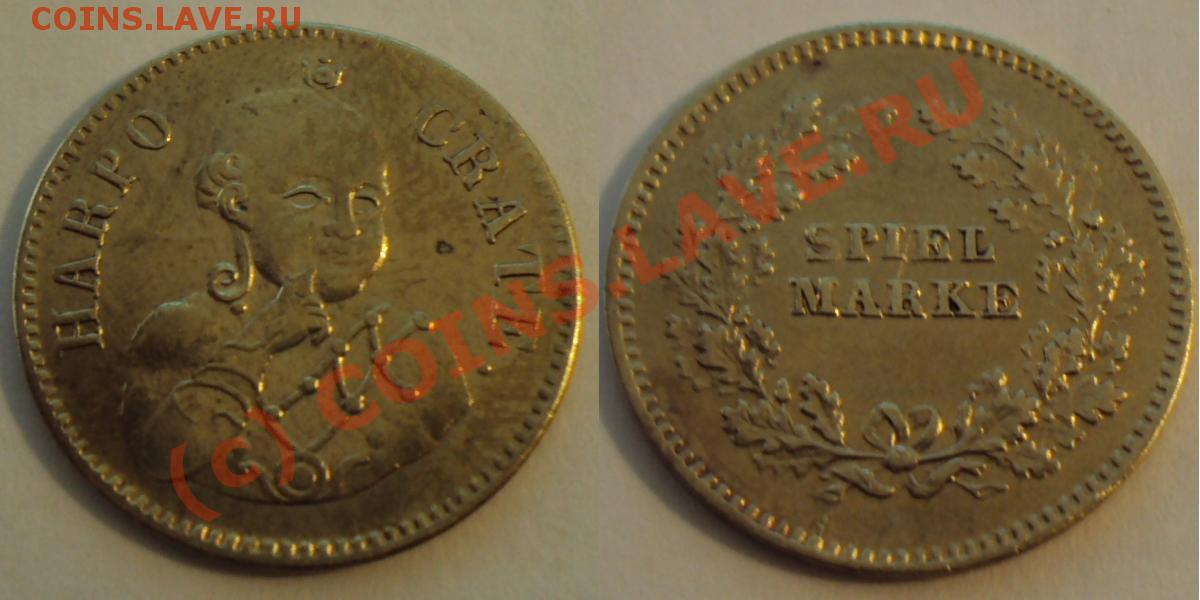 COINS.LAVE.RU
HARPO CRATE
SPIEL
MARKE
(c) COINS.LAVE.RU